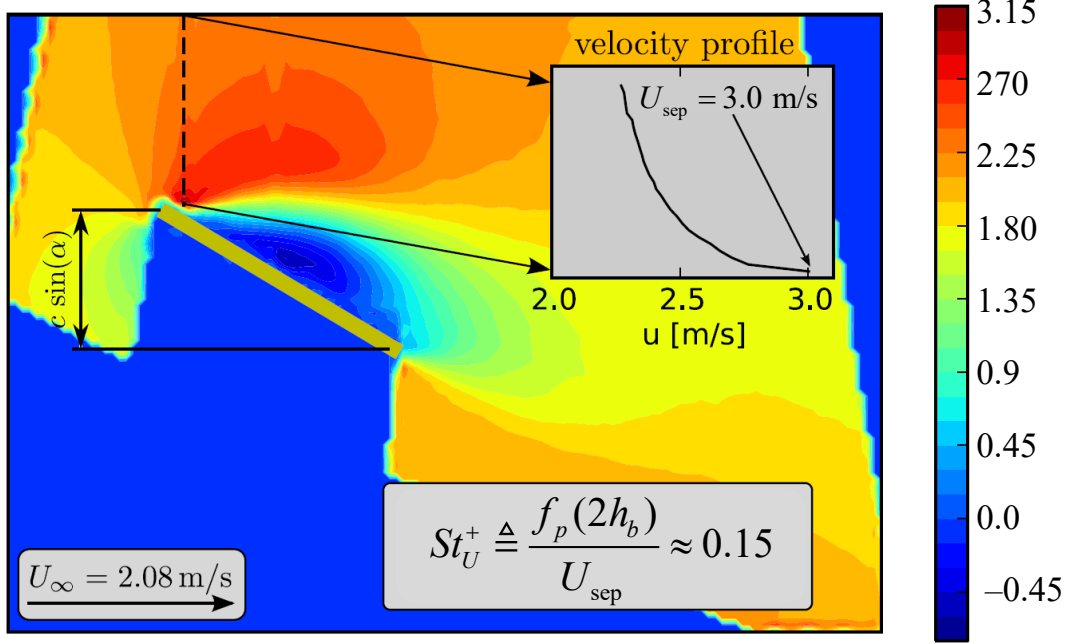 velocity profile
U_sep = 3.0 m/s
2.0 2.5 3.0
u [m/s]
c sin(α)
St_U^+ ≜ f_p(2h_b) / U_sep ≈ 0.15
U_∞ = 2.08 m/s
3.15
270
2.25
1.80
1.35
0.9
0.45
0.0
−0.45